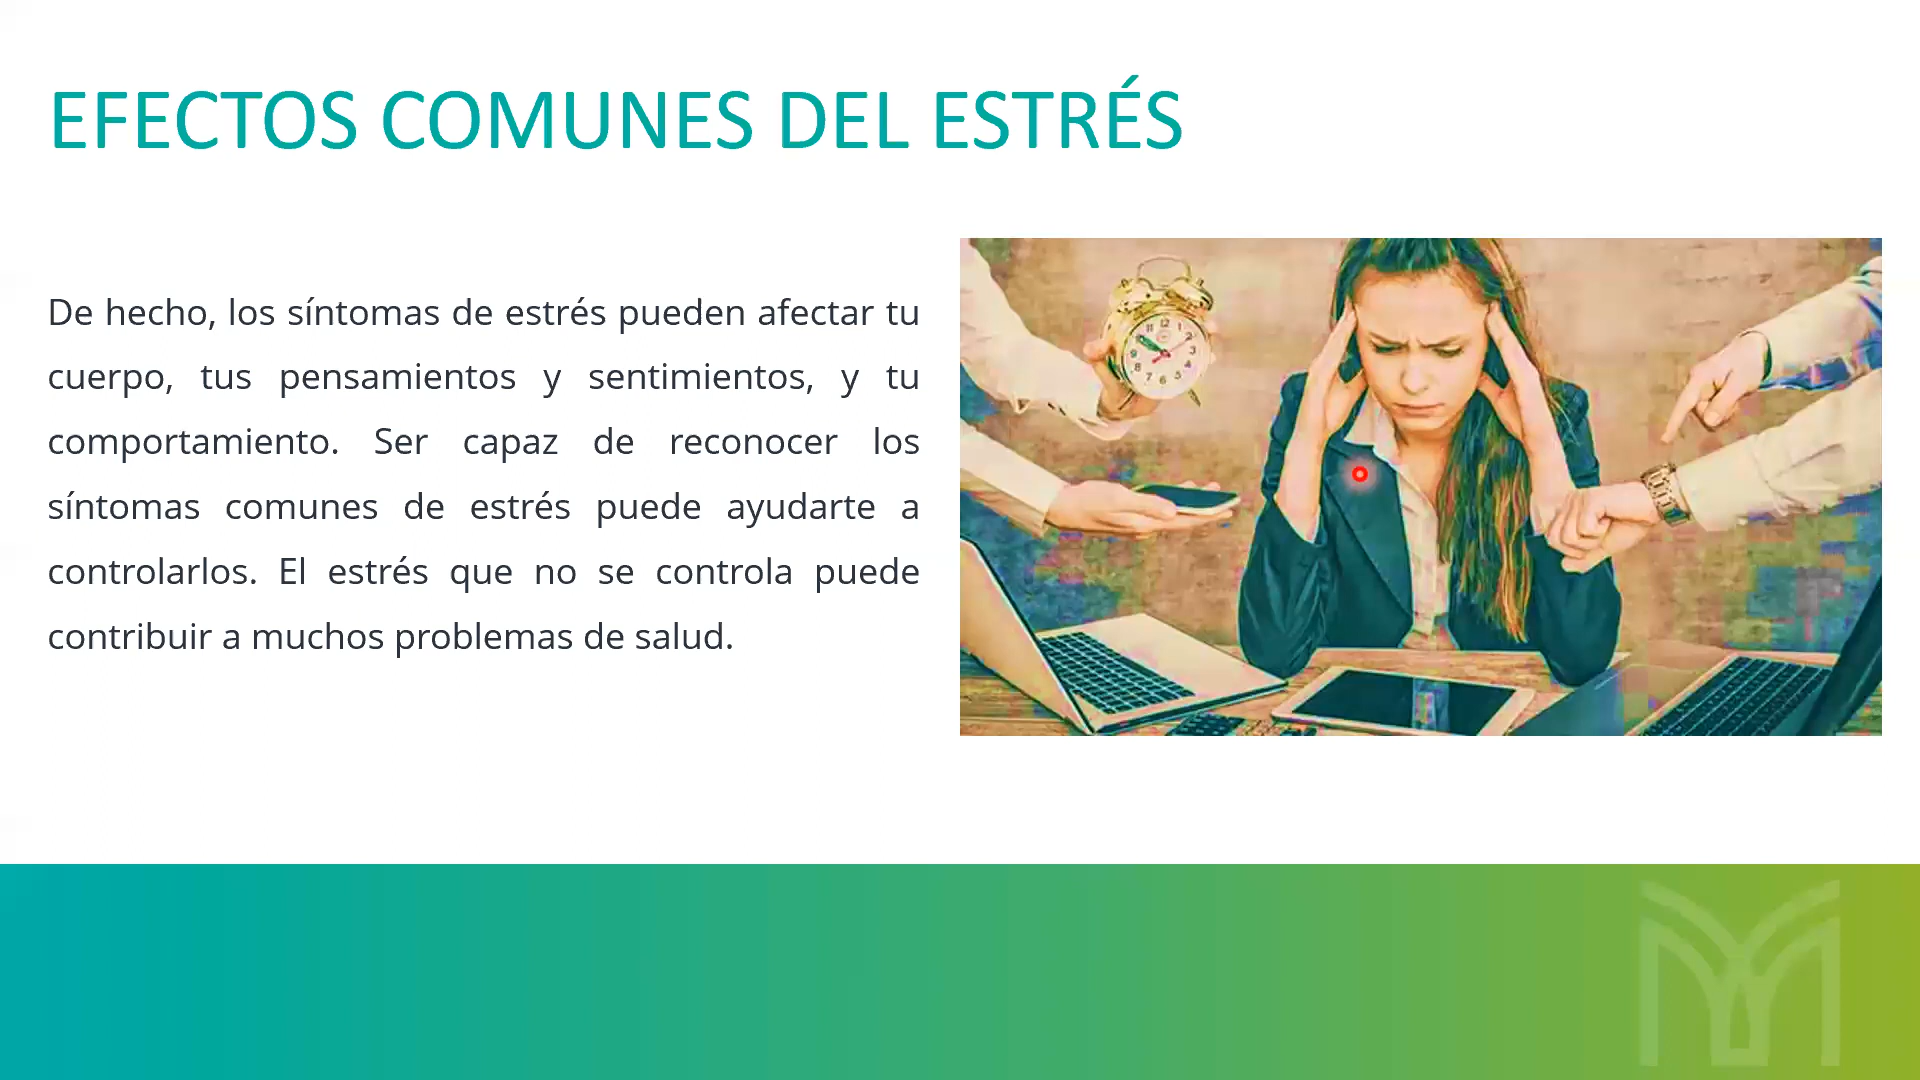 EFECTOS COMUNES DEL ESTRÉS
De hecho, los síntomas de estrés pueden afectar tu
cuerpo, tus pensamientos y sentimientos, y tu
comportamiento. Ser capaz de reconocer los
síntomas comunes de estrés puede ayudarte a
controlarlos. El estrés que no se controla puede
contribuir a muchos problemas de salud.